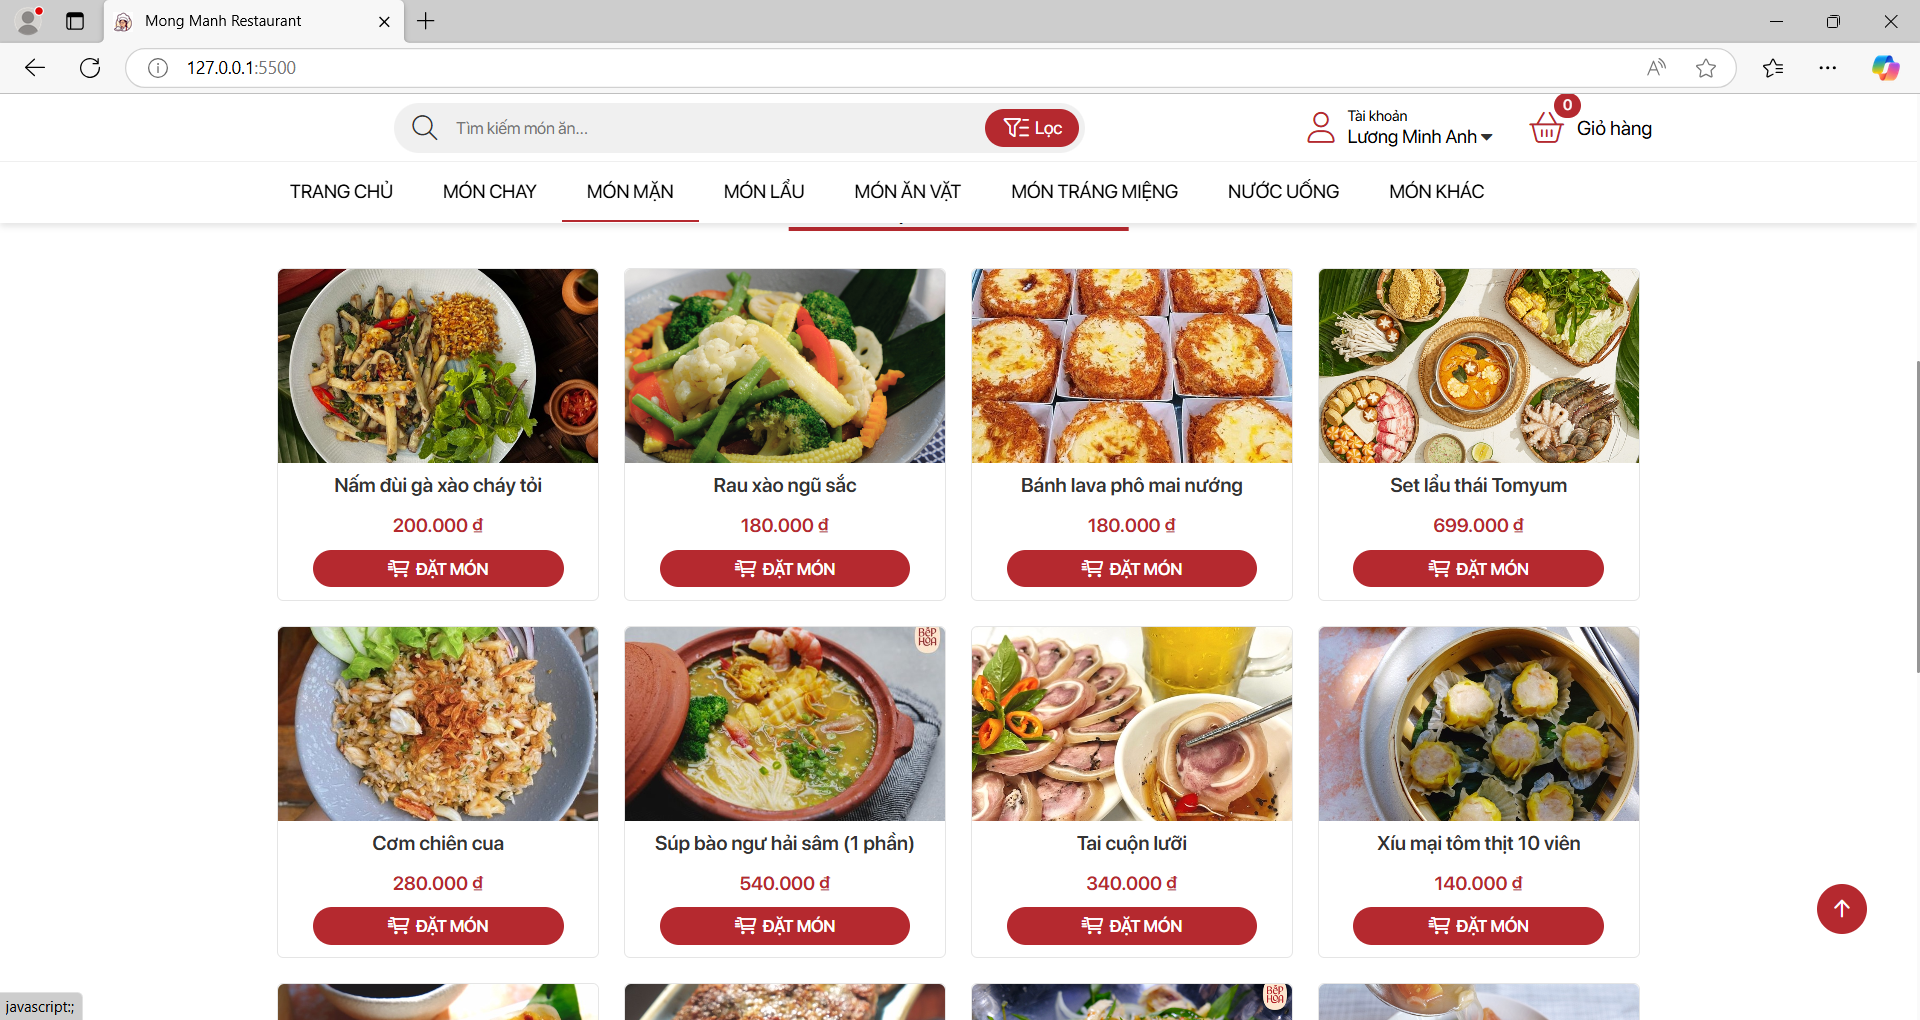 Mong Manh Restaurant
127.0.0.1:5500
Tìm kiếm món ăn...
Lọc
Tài khoản
Lương Minh Anh
0
Giỏ hàng
TRANG CHỦ MÓN CHAY MÓN MẶN MÓN LẨU MÓN ĂN VẶT MÓN TRÁNG MIỆNG NƯỚC UỐNG MÓN KHÁC
Nấm đùi gà xào cháy tỏi
200.000 ₫
ĐẶT MÓN
Rau xào ngũ sắc
180.000 ₫
ĐẶT MÓN
Bánh lava phô mai nướng
180.000 ₫
ĐẶT MÓN
Set lẩu thái Tomyum
699.000 ₫
ĐẶT MÓN
Cơm chiên cua
280.000 ₫
ĐẶT MÓN
BẾP
HOA
Súp bào ngư hải sâm (1 phần)
540.000 ₫
ĐẶT MÓN
Tai cuộn lưỡi
340.000 ₫
ĐẶT MÓN
Xíu mại tôm thịt 10 viên
140.000 ₫
ĐẶT MÓN
BẾP
HOA
javascript:;